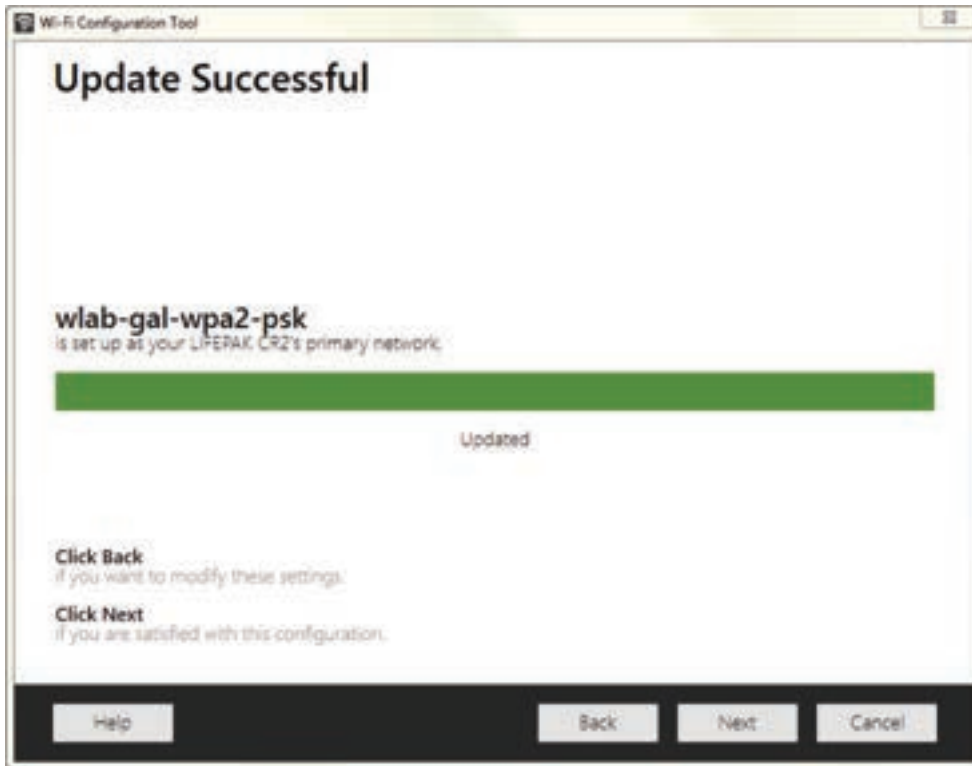 Wi-Fi Configuration Tool
Update Successful
wlab-gal-wpa2-psk
is set up as your LIFEPAK CR2's primary network.
Updated
Click Back
if you want to modify these settings.
Click Next
if you are satisfied with this configuration.
Help
Back
Next
Cancel